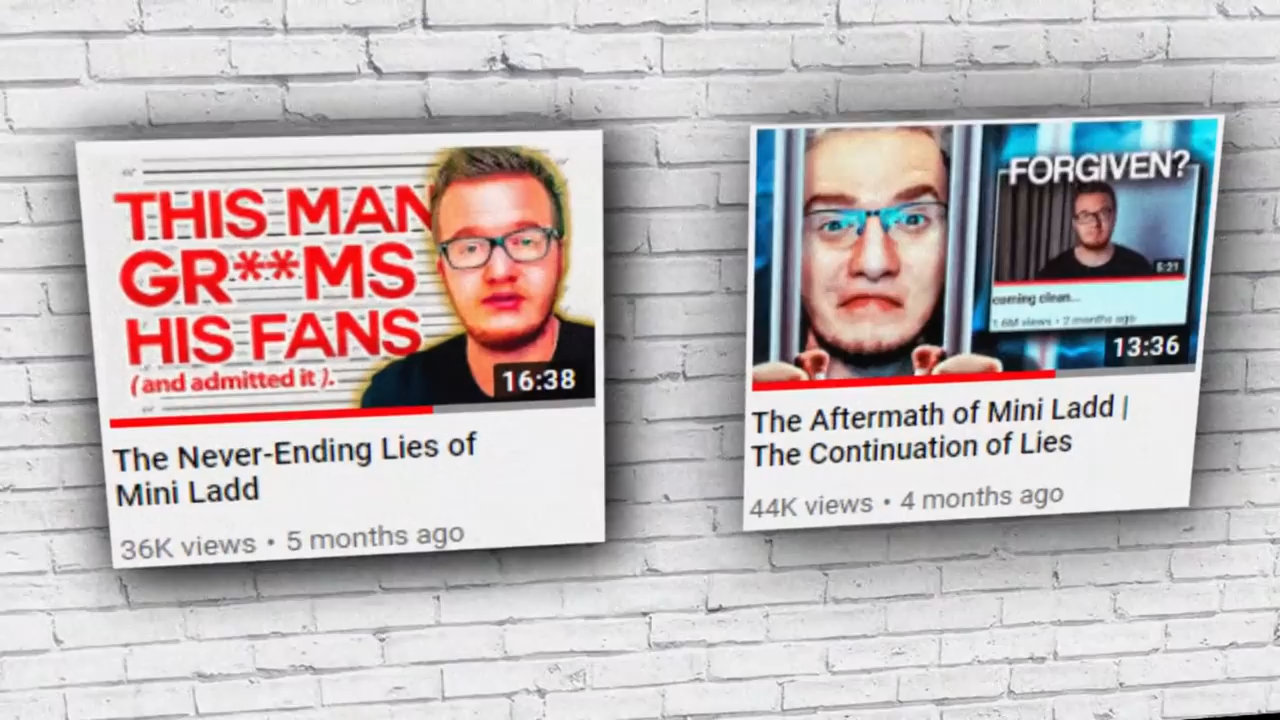 THIS MAN
GR**MS
HIS FANS
(and admitted it ).
16:38
The Never-Ending Lies of
Mini Ladd
36K views • 5 months ago
FORGIVEN?
5:21
coming clean...
1.6M views • 2 months ago
13:36
The Aftermath of Mini Ladd |
The Continuation of Lies
44K views • 4 months ago